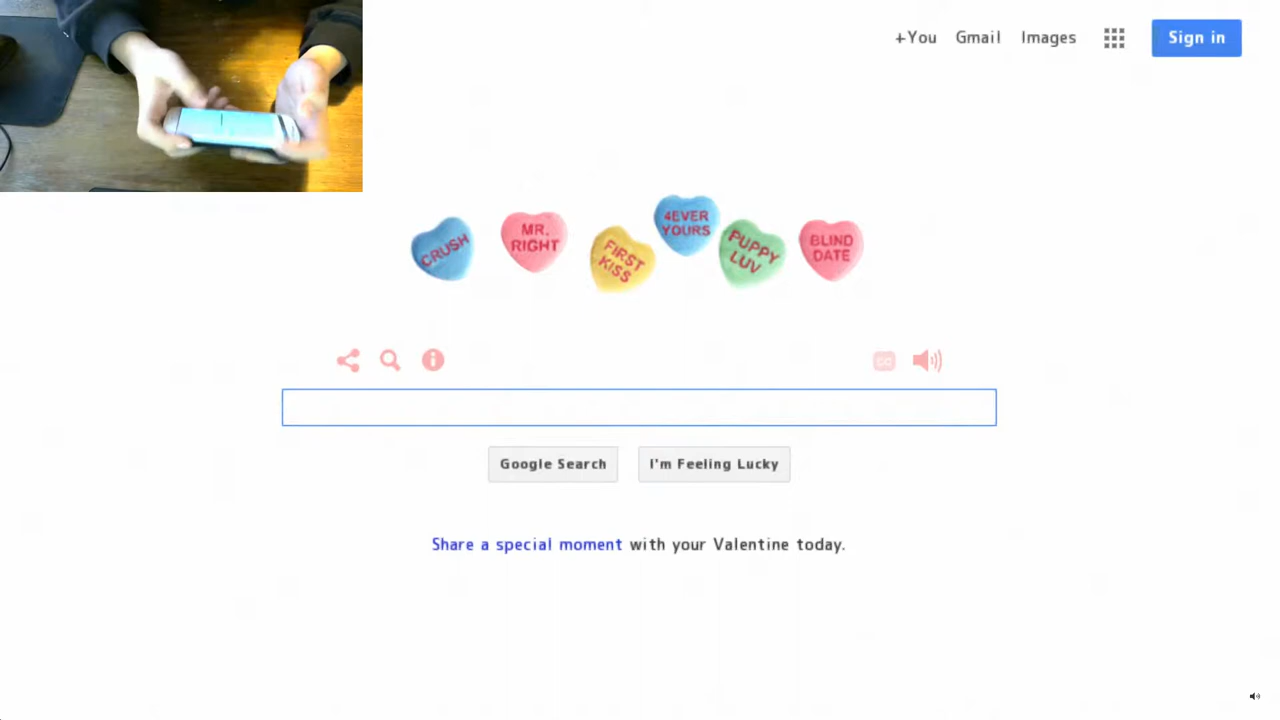 +You Gmail Images Sign in
CRUSH
MR.
RIGHT
FIRST
KISS
4EVER
YOURS
PUPPY
LUV
BLIND
DATE
CC
Google Search I'm Feeling Lucky
Share a special moment with your Valentine today.